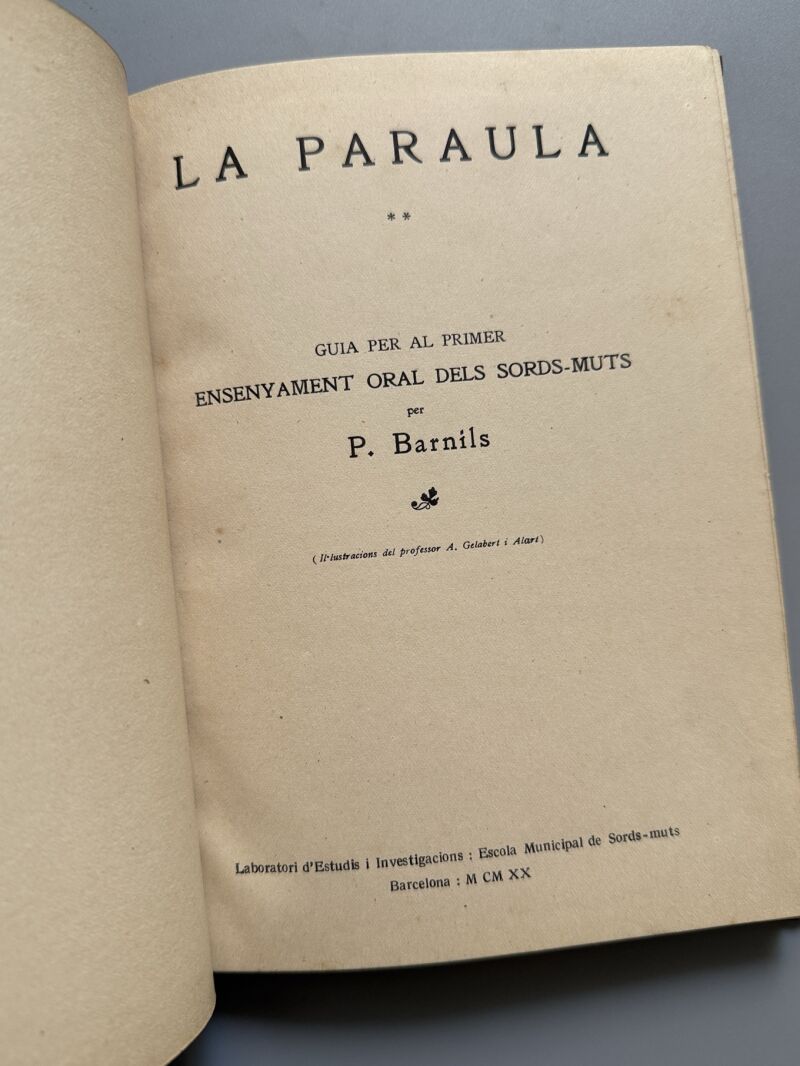 LA PARAULA
**
GUIA PER AL PRIMER
ENSENYAMENT ORAL DELS SORDS-MUTS
per
P. Barnils
(Il·lustracions del professor A. Gelabert i Alart)
Laboratori d'Estudis i Investigacions : Escola Municipal de Sords-muts
Barcelona : M CM XX